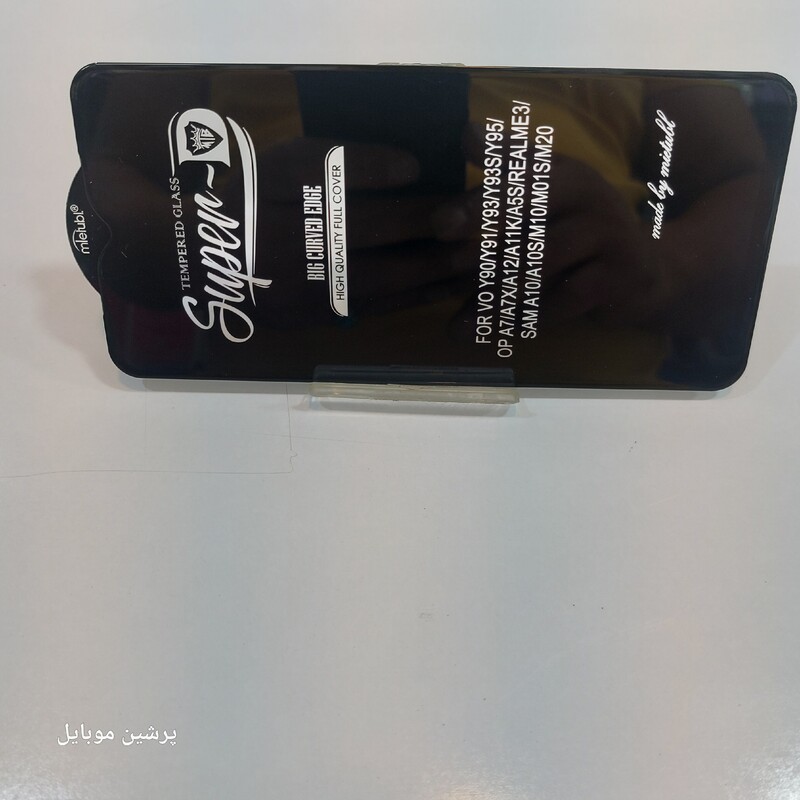 mietubl®
TEMPERED GLASS
Super-D
BIG CURVED EDGE
HIGH QUALITY FULL COVER
FOR VO Y90/Y91/Y93/Y93S/Y95/
OP A7/A7X/A12/A11K/A5S/REALME3/
SAM A10/A10S/M10/M01S/M20
made by mietubl
پرشین موبایل